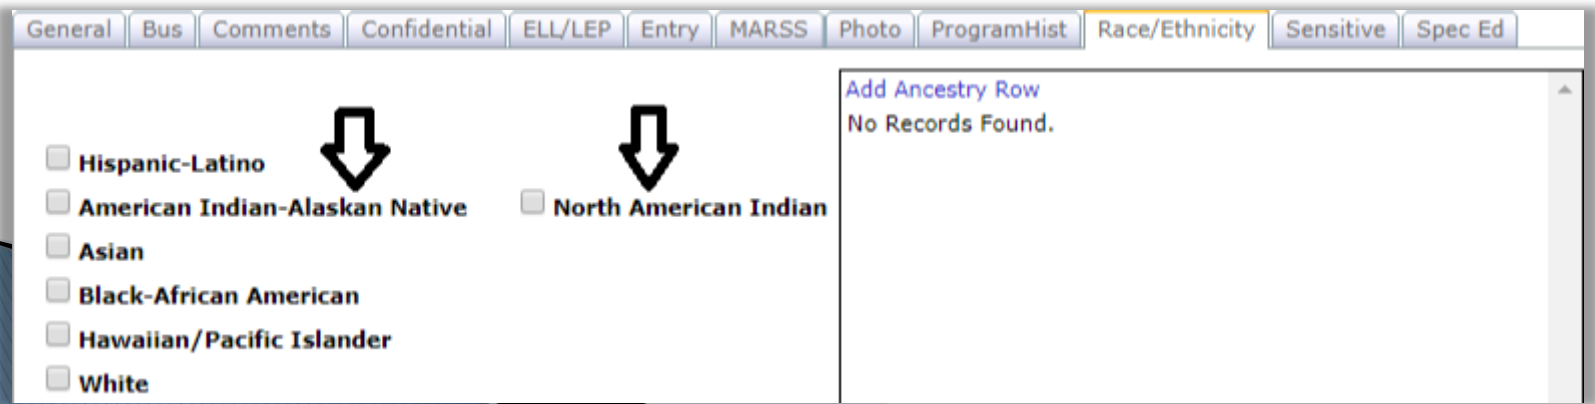 General Bus Comments Confidential ELL/LEP Entry MARSS Photo ProgramHist Race/Ethnicity Sensitive Spec Ed
Add Ancestry Row
No Records Found.
Hispanic-Latino
American Indian-Alaskan Native North American Indian
Asian
Black-African American
Hawaiian/Pacific Islander
White